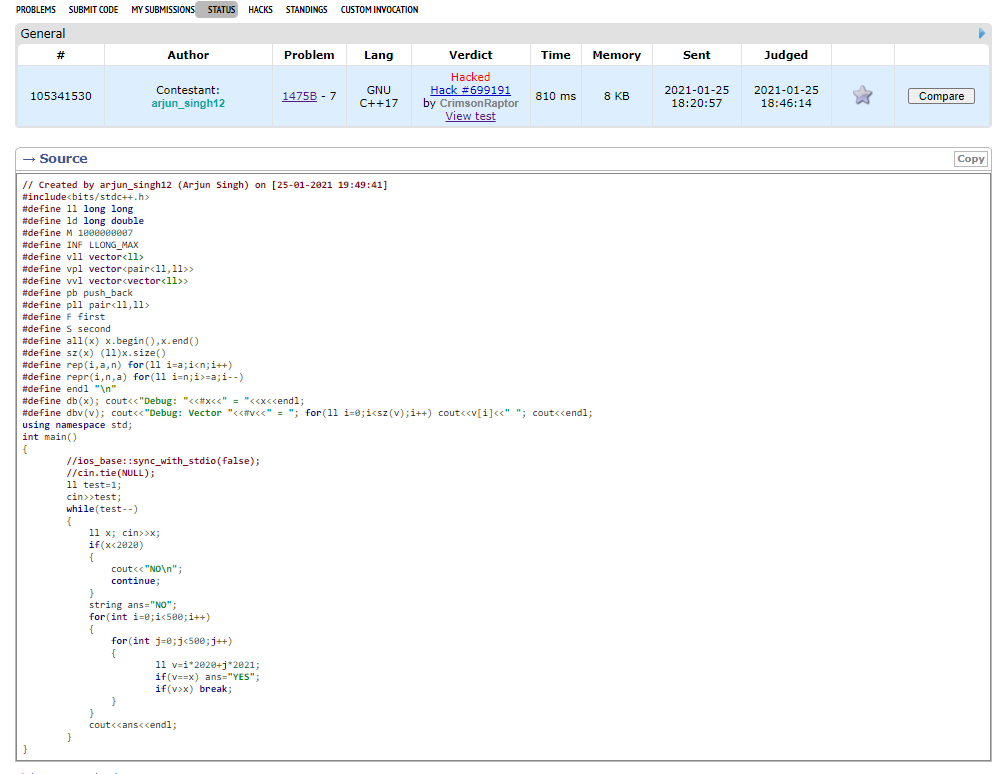 PROBLEMS SUBMIT CODE MY SUBMISSIONS STATUS HACKS STANDINGS CUSTOM INVOCATION
General
# Author Problem Lang Verdict Time Memory Sent Judged
105341530 Contestant: arjun_singh12 1475B - 7 GNU C++17 Hacked Hack #699191 by CrimsonRaptor View test 810 ms 8 KB 2021-01-25 18:20:57 2021-01-25 18:46:14 Compare
→ Source Copy
// Created by arjun_singh12 (Arjun Singh) on [25-01-2021 19:49:41]
#include<bits/stdc++.h>
#define ll long long
#define ld long double
#define M 1000000007
#define INF LLONG_MAX
#define vll vector<ll>
#define vpl vector<pair<ll,ll>>
#define vvl vector<vector<ll>>
#define pb push_back
#define pll pair<ll,ll>
#define F first
#define S second
#define all(x) x.begin(),x.end()
#define sz(x) (ll)x.size()
#define rep(i,a,n) for(ll i=a;i<n;i++)
#define repr(i,n,a) for(ll i=n;i>=a;i--)
#define endl "\n"
#define db(x); cout<<"Debug: "<<#x<<" = "<<x<<endl;
#define dbv(v); cout<<"Debug: Vector "<<#v<<" = "; for(ll i=0;i<sz(v);i++) cout<<v[i]<<" "; cout<<endl;
using namespace std;
int main()
{
//ios_base::sync_with_stdio(false);
//cin.tie(NULL);
ll test=1;
cin>>test;
while(test--)
{
ll x; cin>>x;
if(x<2020)
{
cout<<"NO\n";
continue;
}
string ans="NO";
for(int i=0;i<500;i++)
{
for(int j=0;j<500;j++)
{
ll v=i*2020+j*2021;
if(v==x) ans="YES";
if(v>x) break;
}
}
cout<<ans<<endl;
}
}